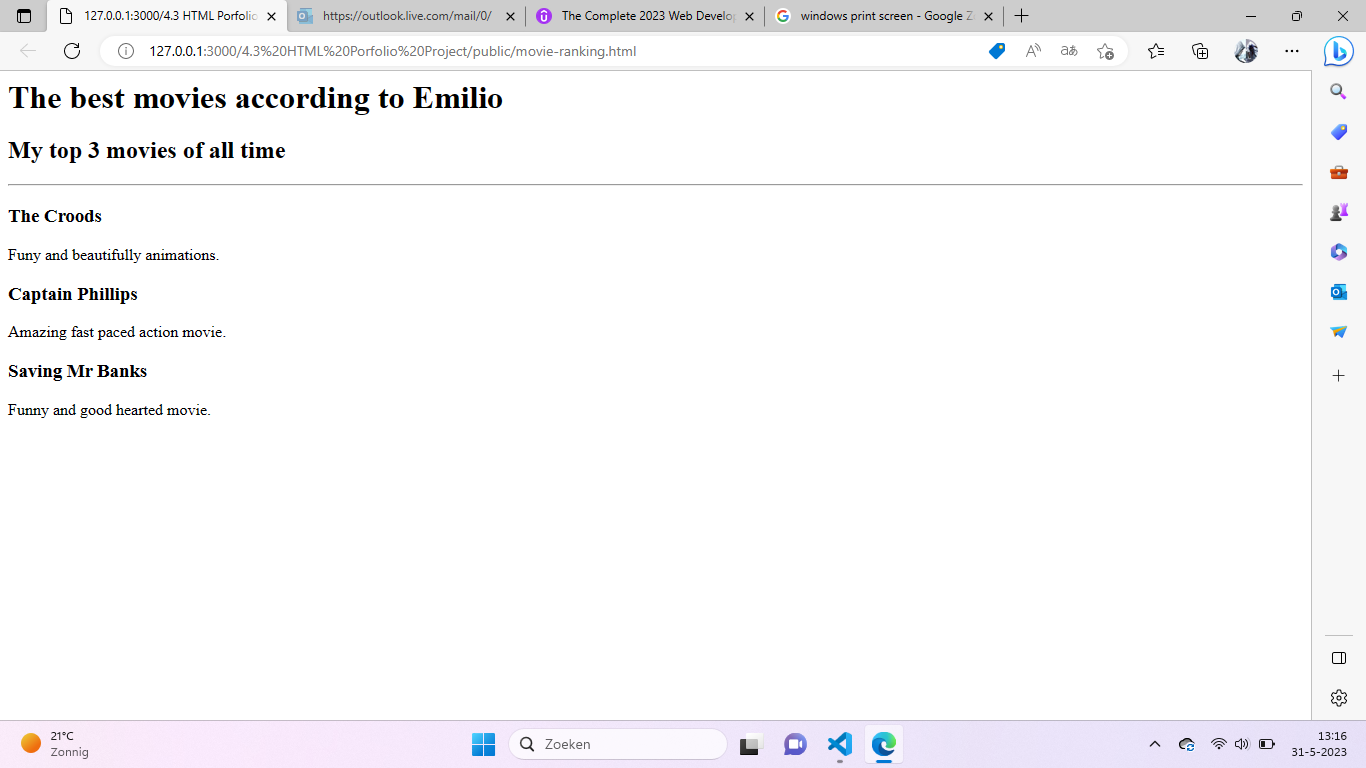 127.0.0.1:3000/4.3 HTML Porfolio
https://outlook.live.com/mail/0/
The Complete 2023 Web Develop
windows print screen - Google Z
127.0.0.1:3000/4.3%20HTML%20Porfolio%20Project/public/movie-ranking.html
The best movies according to Emilio
My top 3 movies of all time
The Croods
Funy and beautifully animations.
Captain Phillips
Amazing fast paced action movie.
Saving Mr Banks
Funny and good hearted movie.
21°C
Zonnig
Zoeken
13:16
31-5-2023